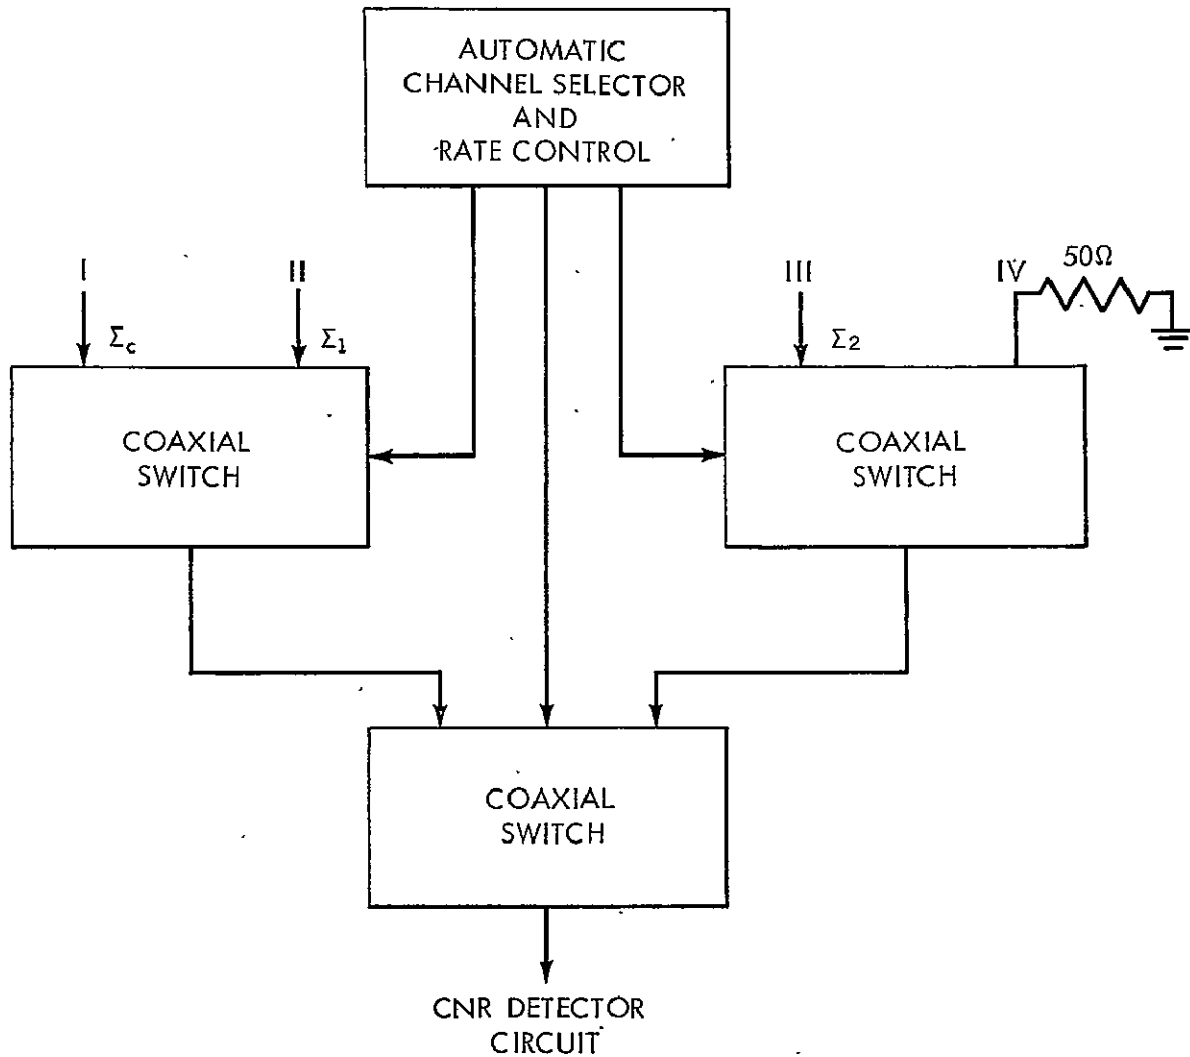 AUTOMATIC
CHANNEL SELECTOR
AND
RATE CONTROL
I
II
III
IV
50Ω
Σc
Σ1
Σ2
COAXIAL
SWITCH
COAXIAL
SWITCH
COAXIAL
SWITCH
CNR DETECTOR
CIRCUIT